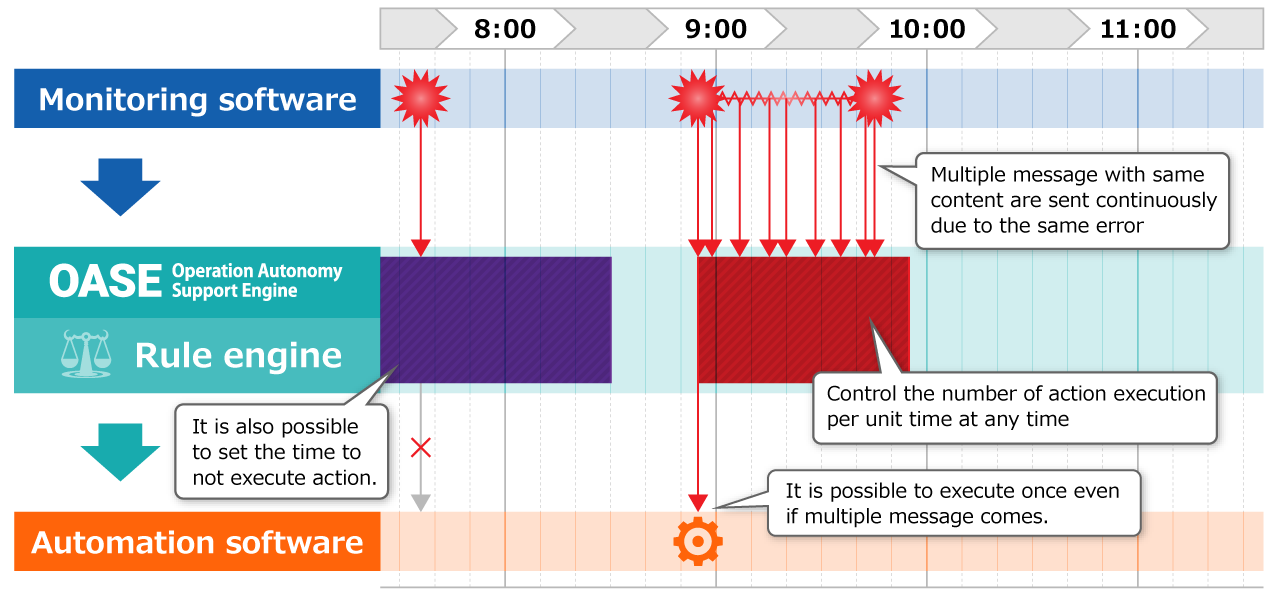 8:00
9:00
10:00
11:00
Monitoring software
Multiple message with same
content are sent continuously
due to the same error
OASE Operation Autonomy
Support Engine
Rule engine
Control the number of action execution
per unit time at any time
It is also possible
to set the time to
not execute action.
It is possible to execute once even
if multiple message comes.
Automation software